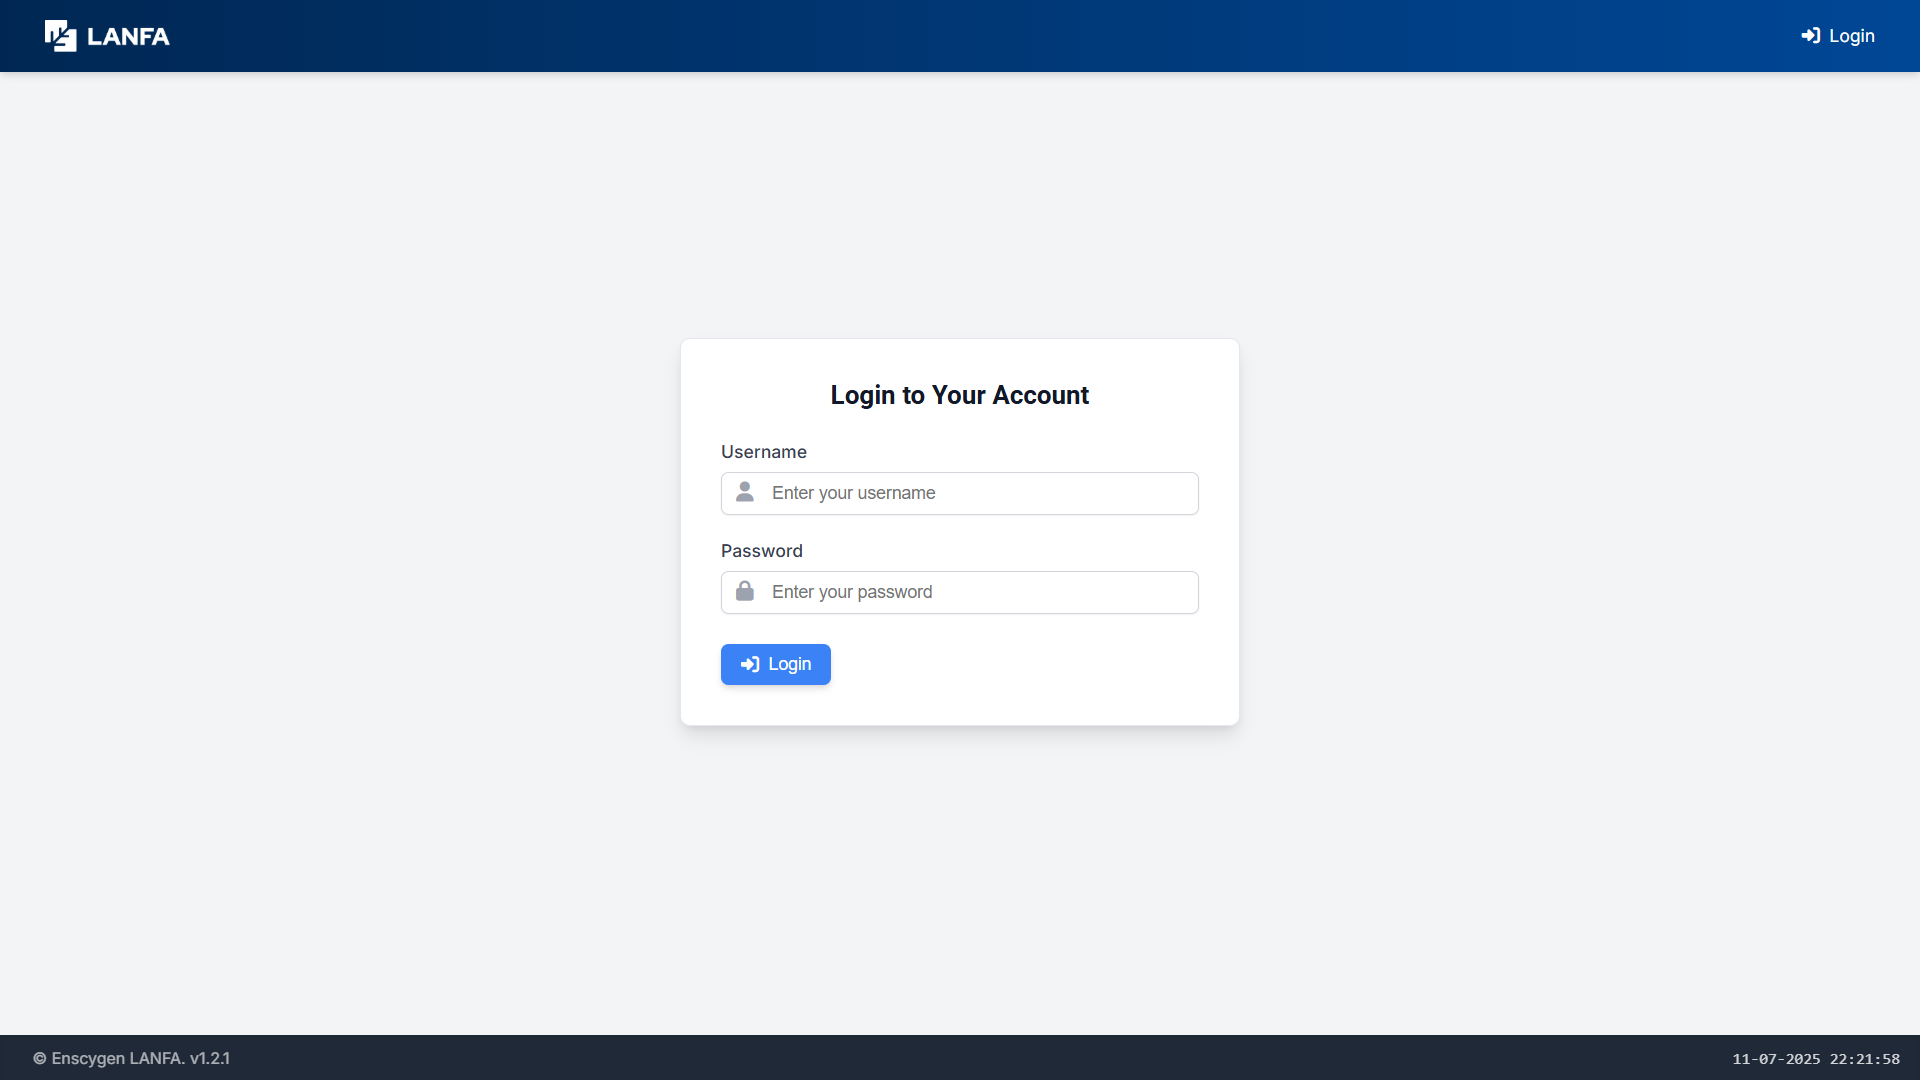 LANFA
Login
Login to Your Account
Username
Enter your username
Password
Enter your password
Login
© Enscygen LANFA. v1.2.1
11-07-2025 22:21:58